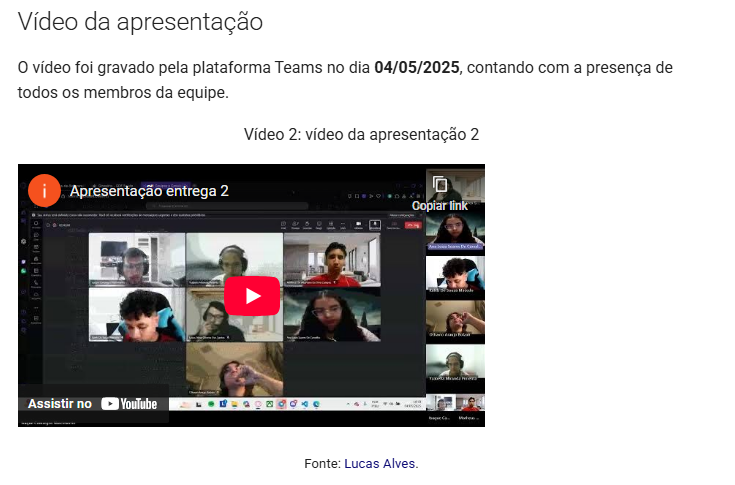 Vídeo da apresentação
O vídeo foi gravado pela plataforma Teams no dia 04/05/2025, contando com a presença de
todos os membros da equipe.
Vídeo 2: vídeo da apresentação 2
i
Apresentação entrega 2
Copiar link
Assistir no YouTube
Fonte: Lucas Alves.